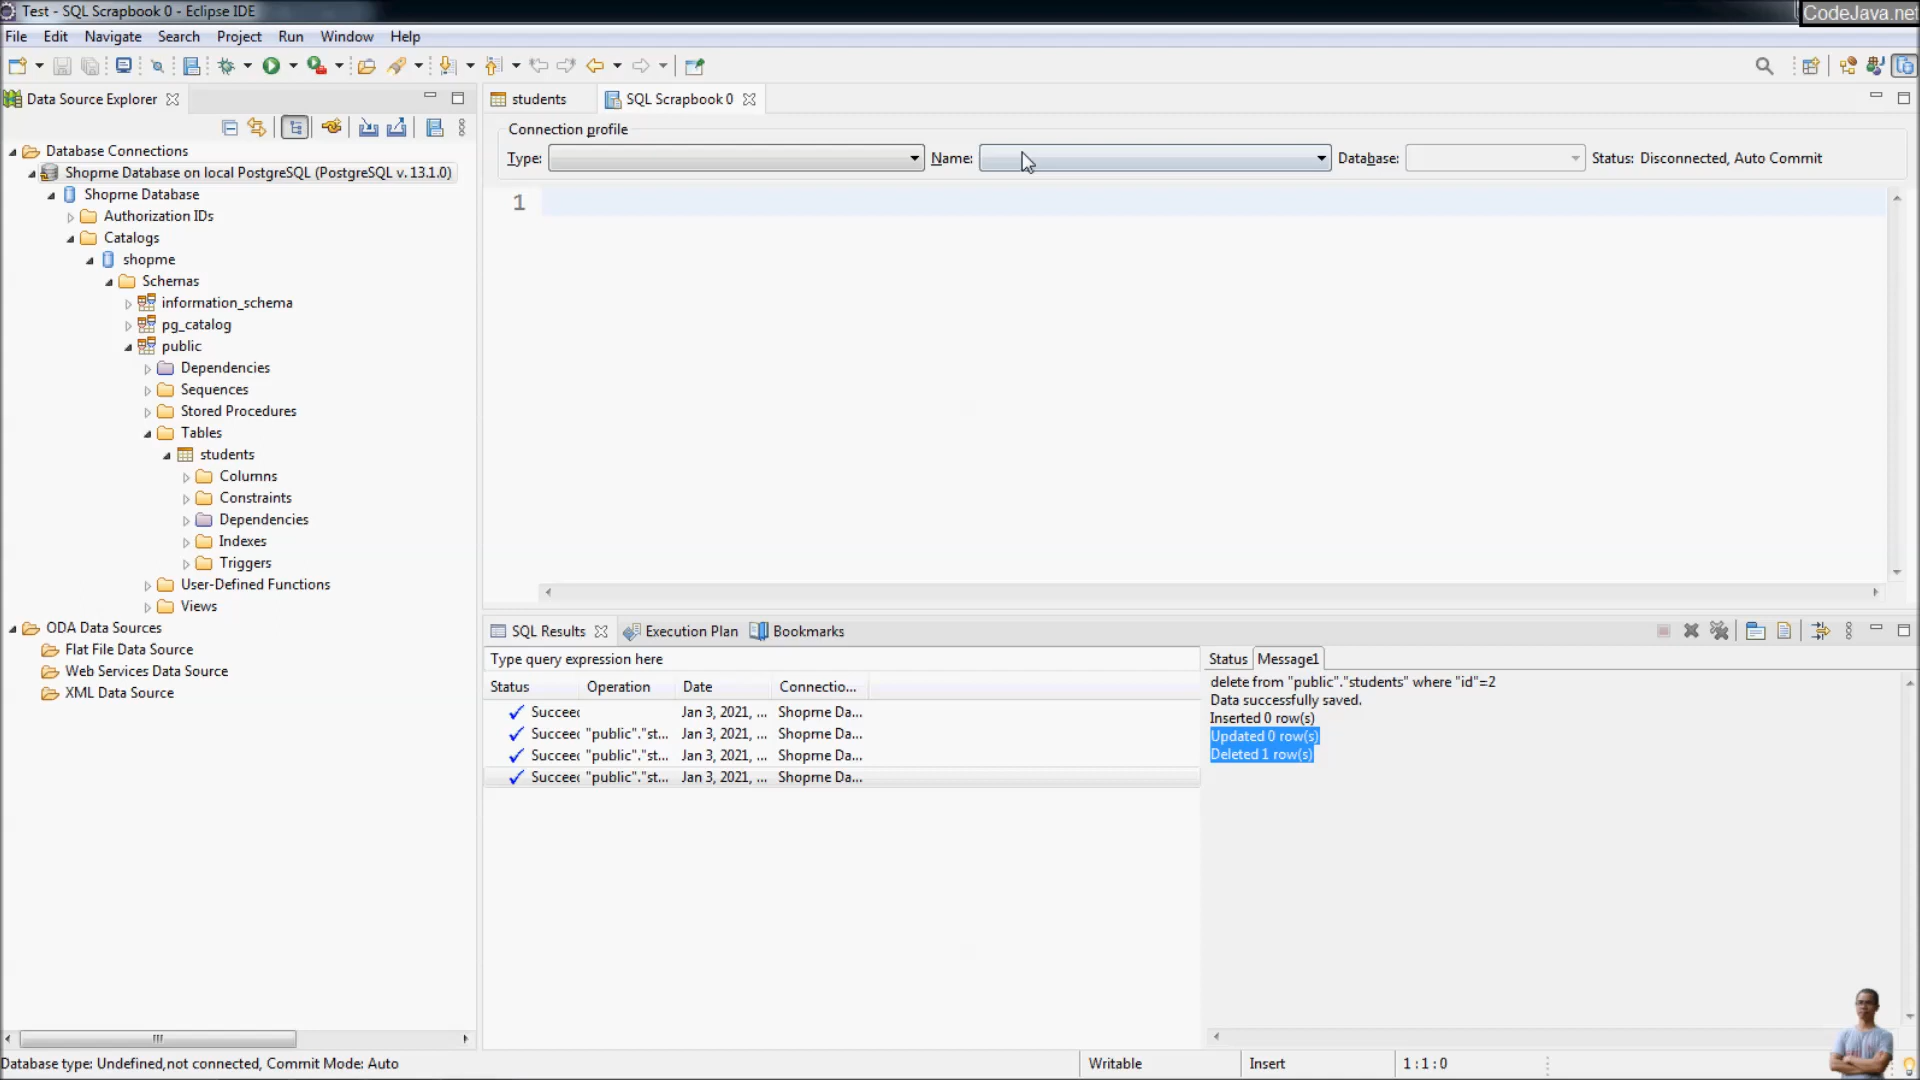 Test - SQL Scrapbook 0 - Eclipse IDE
CodeJava.net
File Edit Navigate Search Project Run Window Help
Data Source Explorer
students
SQL Scrapbook 0
Connection profile
Type:
Name:
Database:
Status: Disconnected, Auto Commit
1
Database Connections
Shopme Database on local PostgreSQL (PostgreSQL v. 13.1.0)
Shopme Database
Authorization IDs
Catalogs
shopme
Schemas
information_schema
pg_catalog
public
Dependencies
Sequences
Stored Procedures
Tables
students
Columns
Constraints
Dependencies
Indexes
Triggers
User-Defined Functions
Views
ODA Data Sources
Flat File Data Source
Web Services Data Source
XML Data Source
SQL Results
Execution Plan
Bookmarks
Type query expression here
Status Operation Date Connectio...
Succeed Jan 3, 2021, ... Shopme Da...
Succeed "public"."st... Jan 3, 2021, ... Shopme Da...
Succeed "public"."st... Jan 3, 2021, ... Shopme Da...
Succeed "public"."st... Jan 3, 2021, ... Shopme Da...
Status Message1
delete from "public"."students" where "id"=2
Data successfully saved.
Inserted 0 row(s)
Updated 0 row(s)
Deleted 1 row(s)
Database type: Undefined,not connected, Commit Mode: Auto
Writable
Insert
1 : 1 : 0